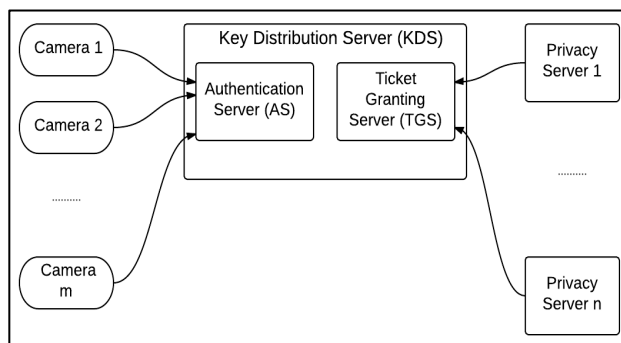 Camera 1
Key Distribution Server (KDS)
Privacy
Server 1
Authentication
Server (AS)
Ticket
Granting
Server (TGS)
Camera 2
..........
..........
Camera
m
Privacy
Server n